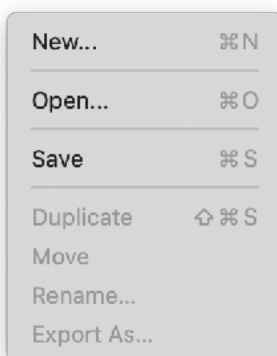 New... ⌘N
Open... ⌘O
Save ⌘S
Duplicate ⇧⌘S
Move
Rename...
Export As...